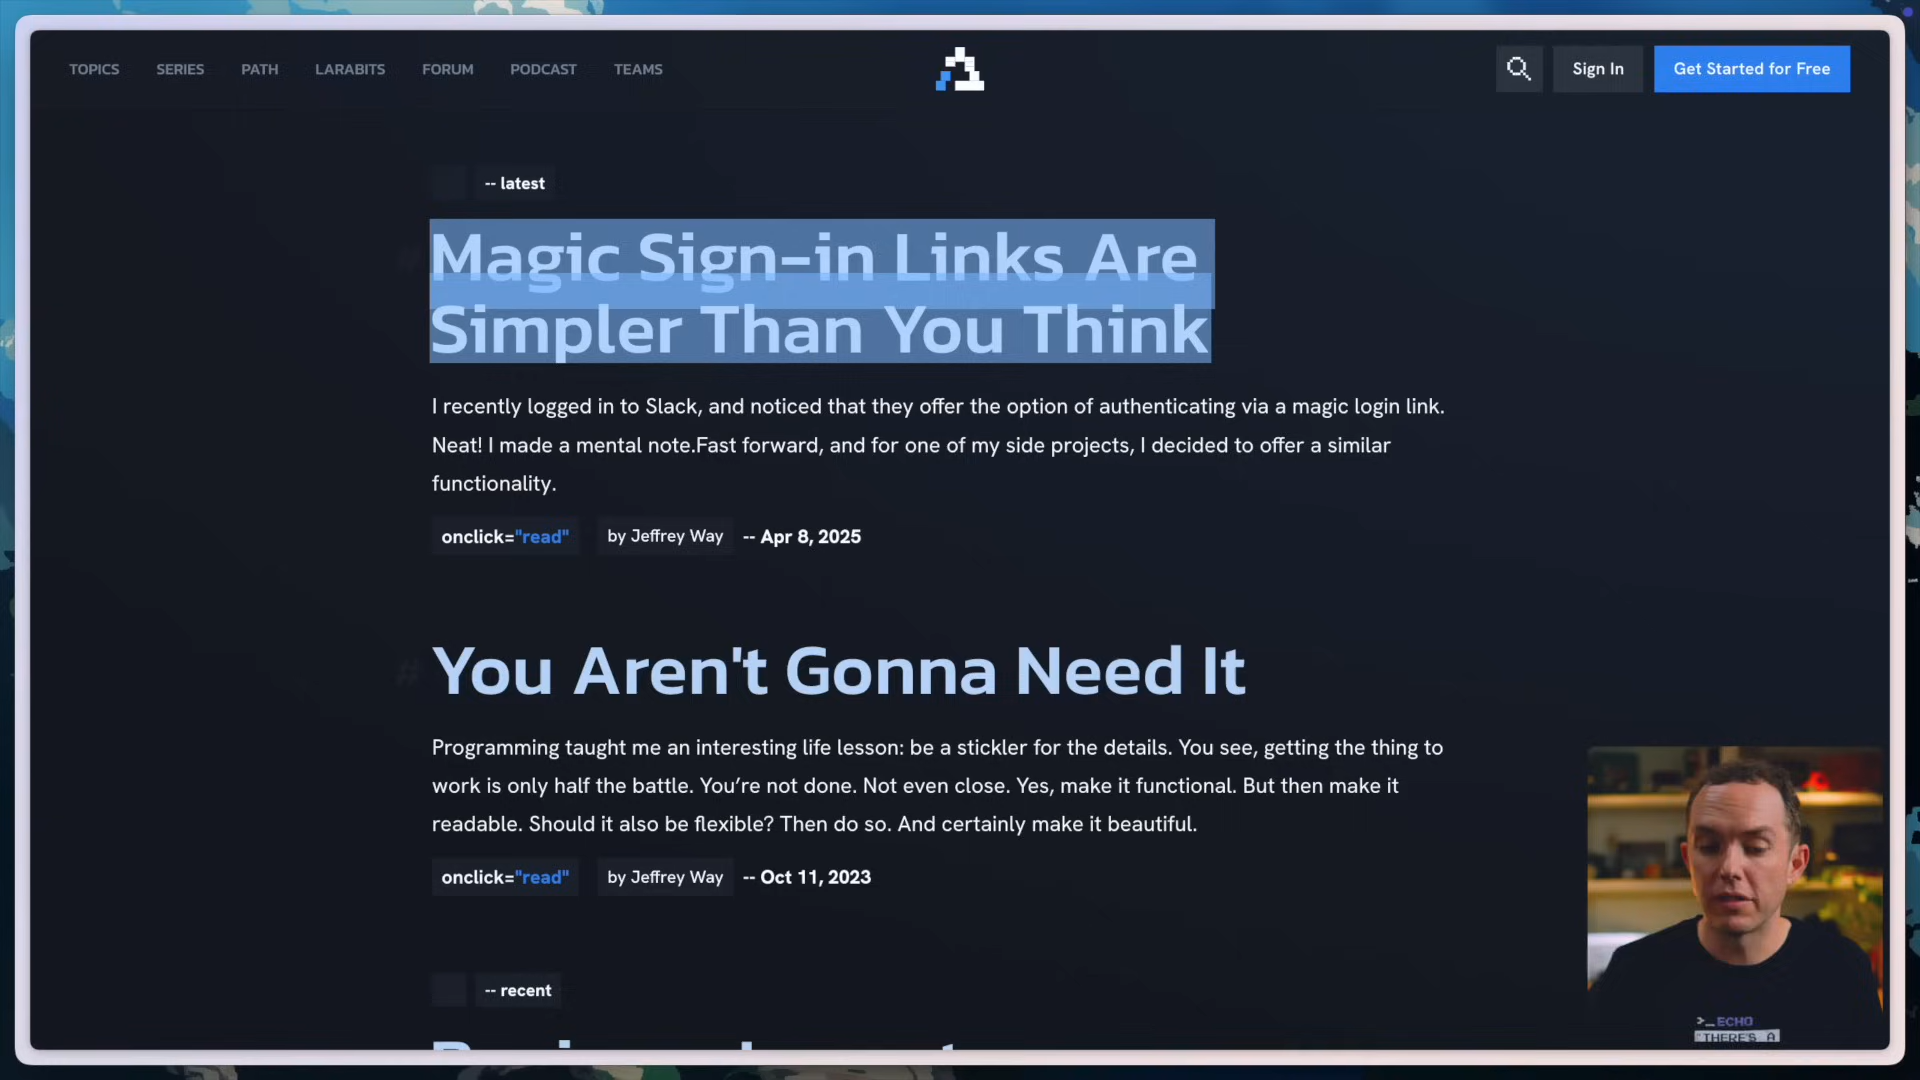 TOPICS SERIES PATH LARABITS FORUM PODCAST TEAMS Sign In Get Started for Free
-- latest
# Magic Sign-in Links Are
Simpler Than You Think
I recently logged in to Slack, and noticed that they offer the option of authenticating via a magic login link.
Neat! I made a mental note.Fast forward, and for one of my side projects, I decided to offer a similar
functionality.
onclick="read" by Jeffrey Way -- Apr 8, 2025
# You Aren't Gonna Need It
Programming taught me an interesting life lesson: be a stickler for the details. You see, getting the thing to
work is only half the battle. You’re not done. Not even close. Yes, make it functional. But then make it
readable. Should it also be flexible? Then do so. And certainly make it beautiful.
onclick="read" by Jeffrey Way -- Oct 11, 2023
-- recent
>_ECHO
"THERE'S A